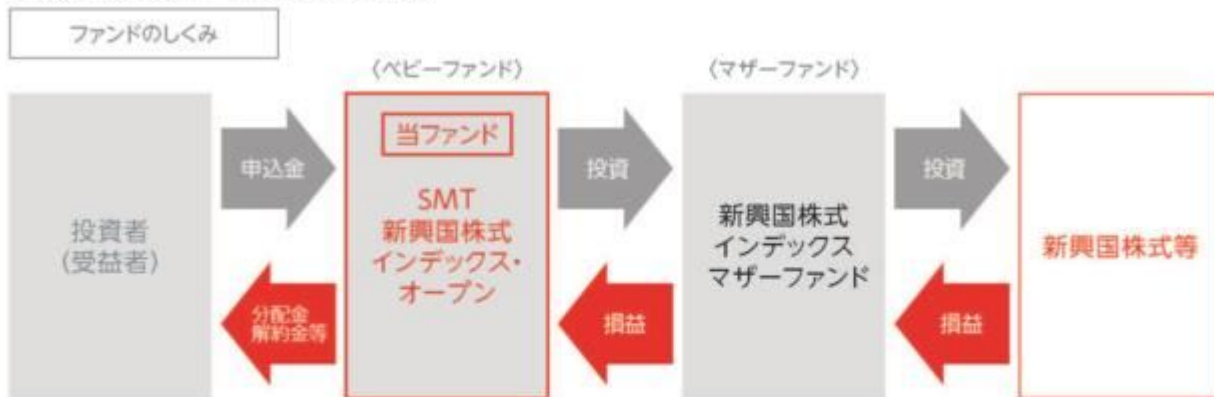 ファンドのしくみ
〈ベビーファンド〉
〈マザーファンド〉
投資者
(受益者)
申込金
分配金
解約金等
当ファンド
SMT
新興国株式
インデックス・
オープン
投資
損益
新興国株式
インデックス
マザーファンド
投資
損益
新興国株式等